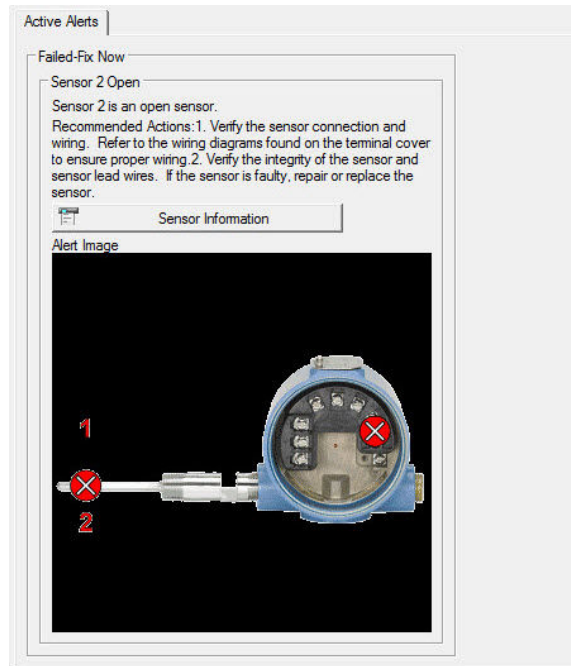 Active Alerts
Failed-Fix Now
Sensor 2 Open
Sensor 2 is an open sensor.
Recommended Actions:1. Verify the sensor connection and
wiring. Refer to the wiring diagrams found on the terminal cover
to ensure proper wiring.2. Verify the integrity of the sensor and
sensor lead wires. If the sensor is faulty, repair or replace the
sensor.
Sensor Information
Alert Image
1
2